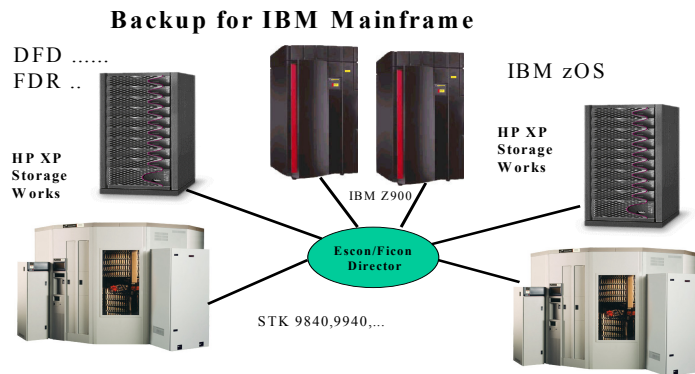 Backup for IBM Mainframe
DFD ......
FDR ..
IBM zOS
HP XP
Storage
Works
HP XP
Storage
Works
IBM Z900
Escon/Ficon
Director
STK 9840,9940,...